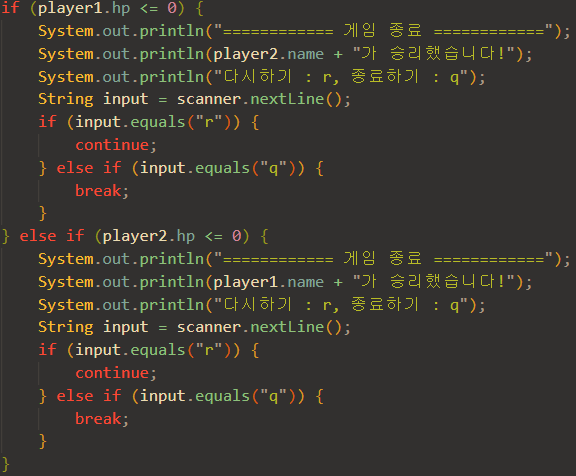 if (player1.hp <= 0) {
    System.out.println("============ 게임 종료 ============");
    System.out.println(player2.name + "가 승리했습니다!");
    System.out.println("다시하기 : r, 종료하기 : q");
    String input = scanner.nextLine();
    if (input.equals("r")) {
        continue;
    } else if (input.equals("q")) {
        break;
    }
} else if (player2.hp <= 0) {
    System.out.println("============ 게임 종료 ============");
    System.out.println(player1.name + "가 승리했습니다!");
    System.out.println("다시하기 : r, 종료하기 : q");
    String input = scanner.nextLine();
    if (input.equals("r")) {
        continue;
    } else if (input.equals("q")) {
        break;
    }
}